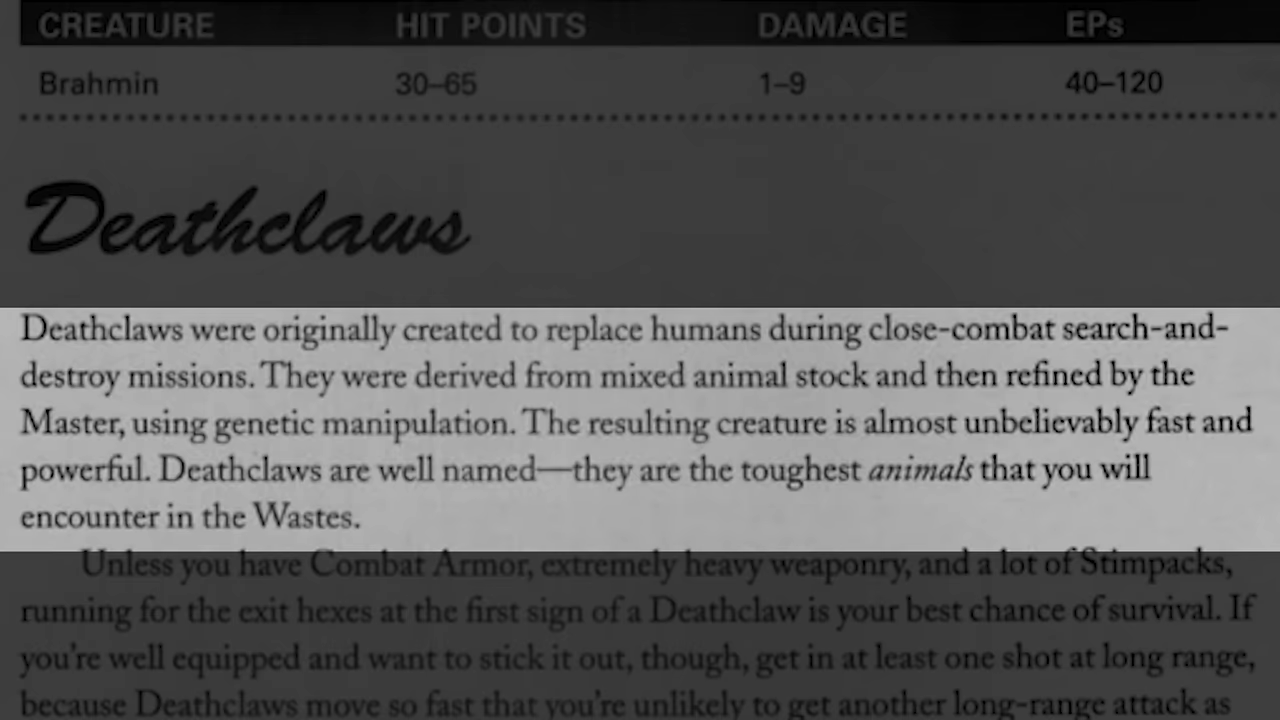 CREATURE HIT POINTS DAMAGE EPs
Brahmin 30–65 1–9 40–120
Deathclaws
Deathclaws were originally created to replace humans during close-combat search-and-
destroy missions. They were derived from mixed animal stock and then refined by the
Master, using genetic manipulation. The resulting creature is almost unbelievably fast and
powerful. Deathclaws are well named—they are the toughest animals that you will
encounter in the Wastes.
Unless you have Combat Armor, extremely heavy weaponry, and a lot of Stimpacks,
running for the exit hexes at the first sign of a Deathclaw is your best chance of survival. If
you're well equipped and want to stick it out, though, get in at least one shot at long range,
because Deathclaws move so fast that you're unlikely to get another long-range attack as